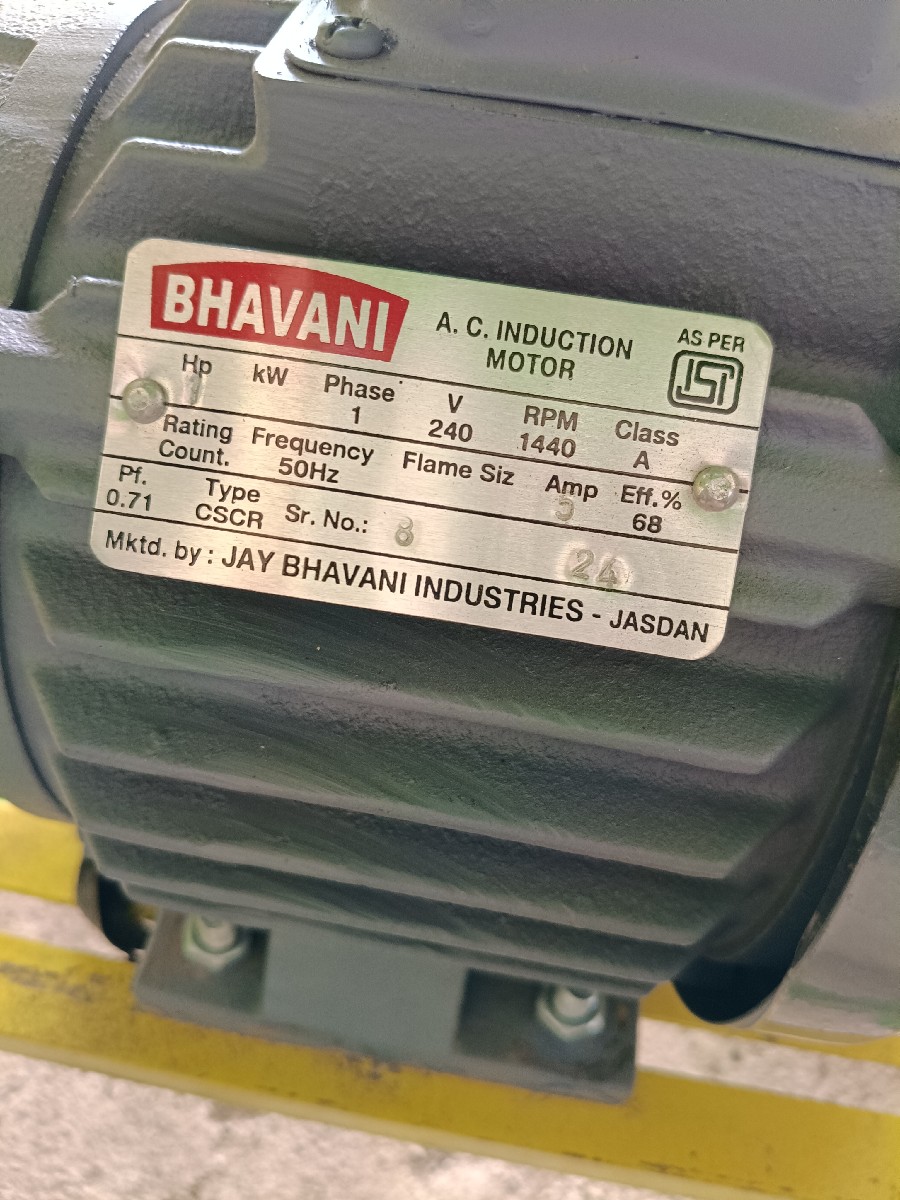 BHAVANI
A. C. INDUCTION
MOTOR
AS PER
ISI
Hp kW Phase V RPM Class
1 1 240 1440 A
Rating Frequency Flame Siz Amp Eff.%
Count. 50Hz 68
Pf. Type Sr. No.: 8 24
0.71 CSCR
Mktd. by : JAY BHAVANI INDUSTRIES - JASDAN